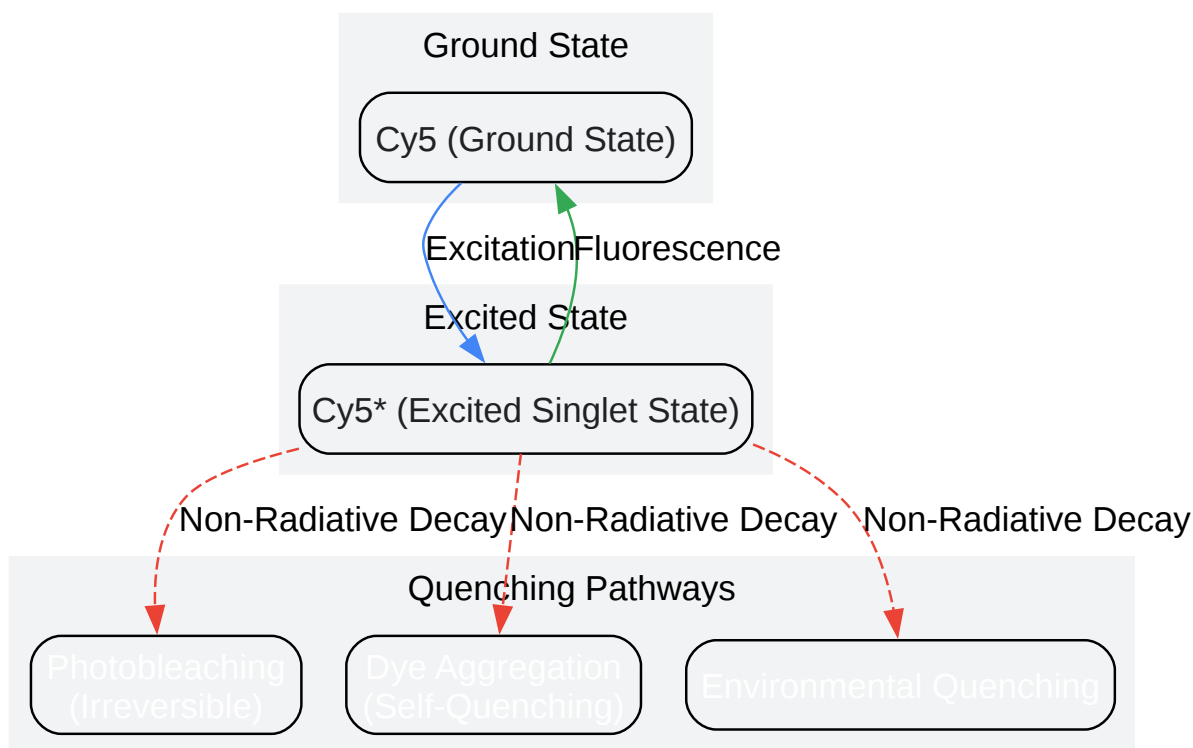 Ground State
Cy5 (Ground State)
Excitation
Fluorescence
Excited State
Cy5* (Excited Singlet State)
Non-Radiative Decay
Non-Radiative Decay
Non-Radiative Decay
Quenching Pathways
Photobleaching
(Irreversible)
Dye Aggregation
(Self-Quenching)
Environmental Quenching